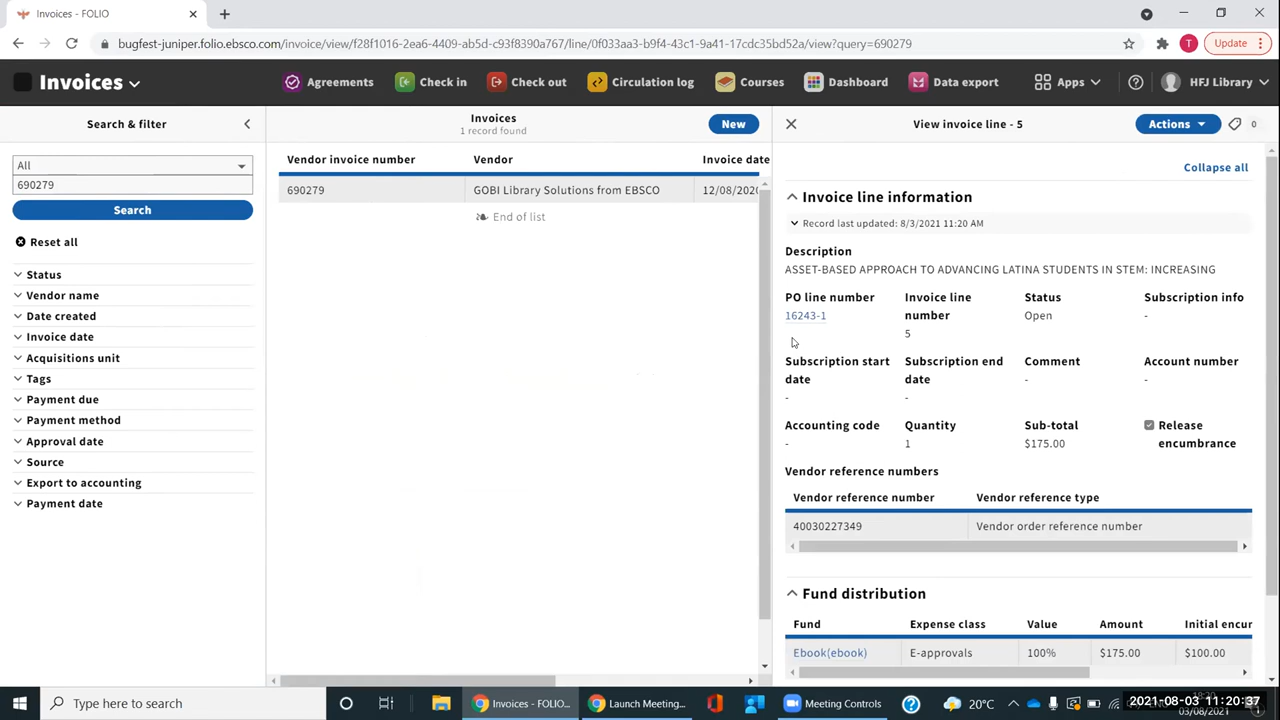 Invoices - FOLIO
bugfest-juniper.folio.ebsco.com/invoice/view/f28f1016-2ea6-4409-ab5d-c93f8390a767/line/0f033aa3-b9f4-43c1-9a41-17cdc35bd52a/view?query=690279
T
Update
Invoices
Agreements
Check in
Check out
Circulation log
Courses
Dashboard
Data export
Apps
HFJ Library
Search & filter
All
690279
Search
Reset all
Status
Vendor name
Date created
Invoice date
Acquisitions unit
Tags
Payment due
Payment method
Approval date
Source
Export to accounting
Payment date
Invoices
1 record found
New
Vendor invoice number Vendor Invoice date
690279 GOBI Library Solutions from EBSCO 12/08/2020
End of list
View invoice line - 5
Actions
0
Collapse all
Invoice line information
Record last updated: 8/3/2021 11:20 AM
Description
ASSET-BASED APPROACH TO ADVANCING LATINA STUDENTS IN STEM: INCREASING
PO line number
16243-1
Invoice line
number
5
Status
Open
Subscription info
-
Subscription start
date
-
Subscription end
date
-
Comment
-
Account number
-
Accounting code
-
Quantity
1
Sub-total
$175.00
Release
encumbrance
Vendor reference numbers
Vendor reference number Vendor reference type
40030227349 Vendor order reference number
Fund distribution
Fund Expense class Value Amount Initial encur
Ebook(ebook) E-approvals 100% $175.00 $100.00
Type here to search
Invoices - FOLIO...
Launch Meeting...
Meeting Controls
20°C
2021-08-03 11:20:37
03/08/2021